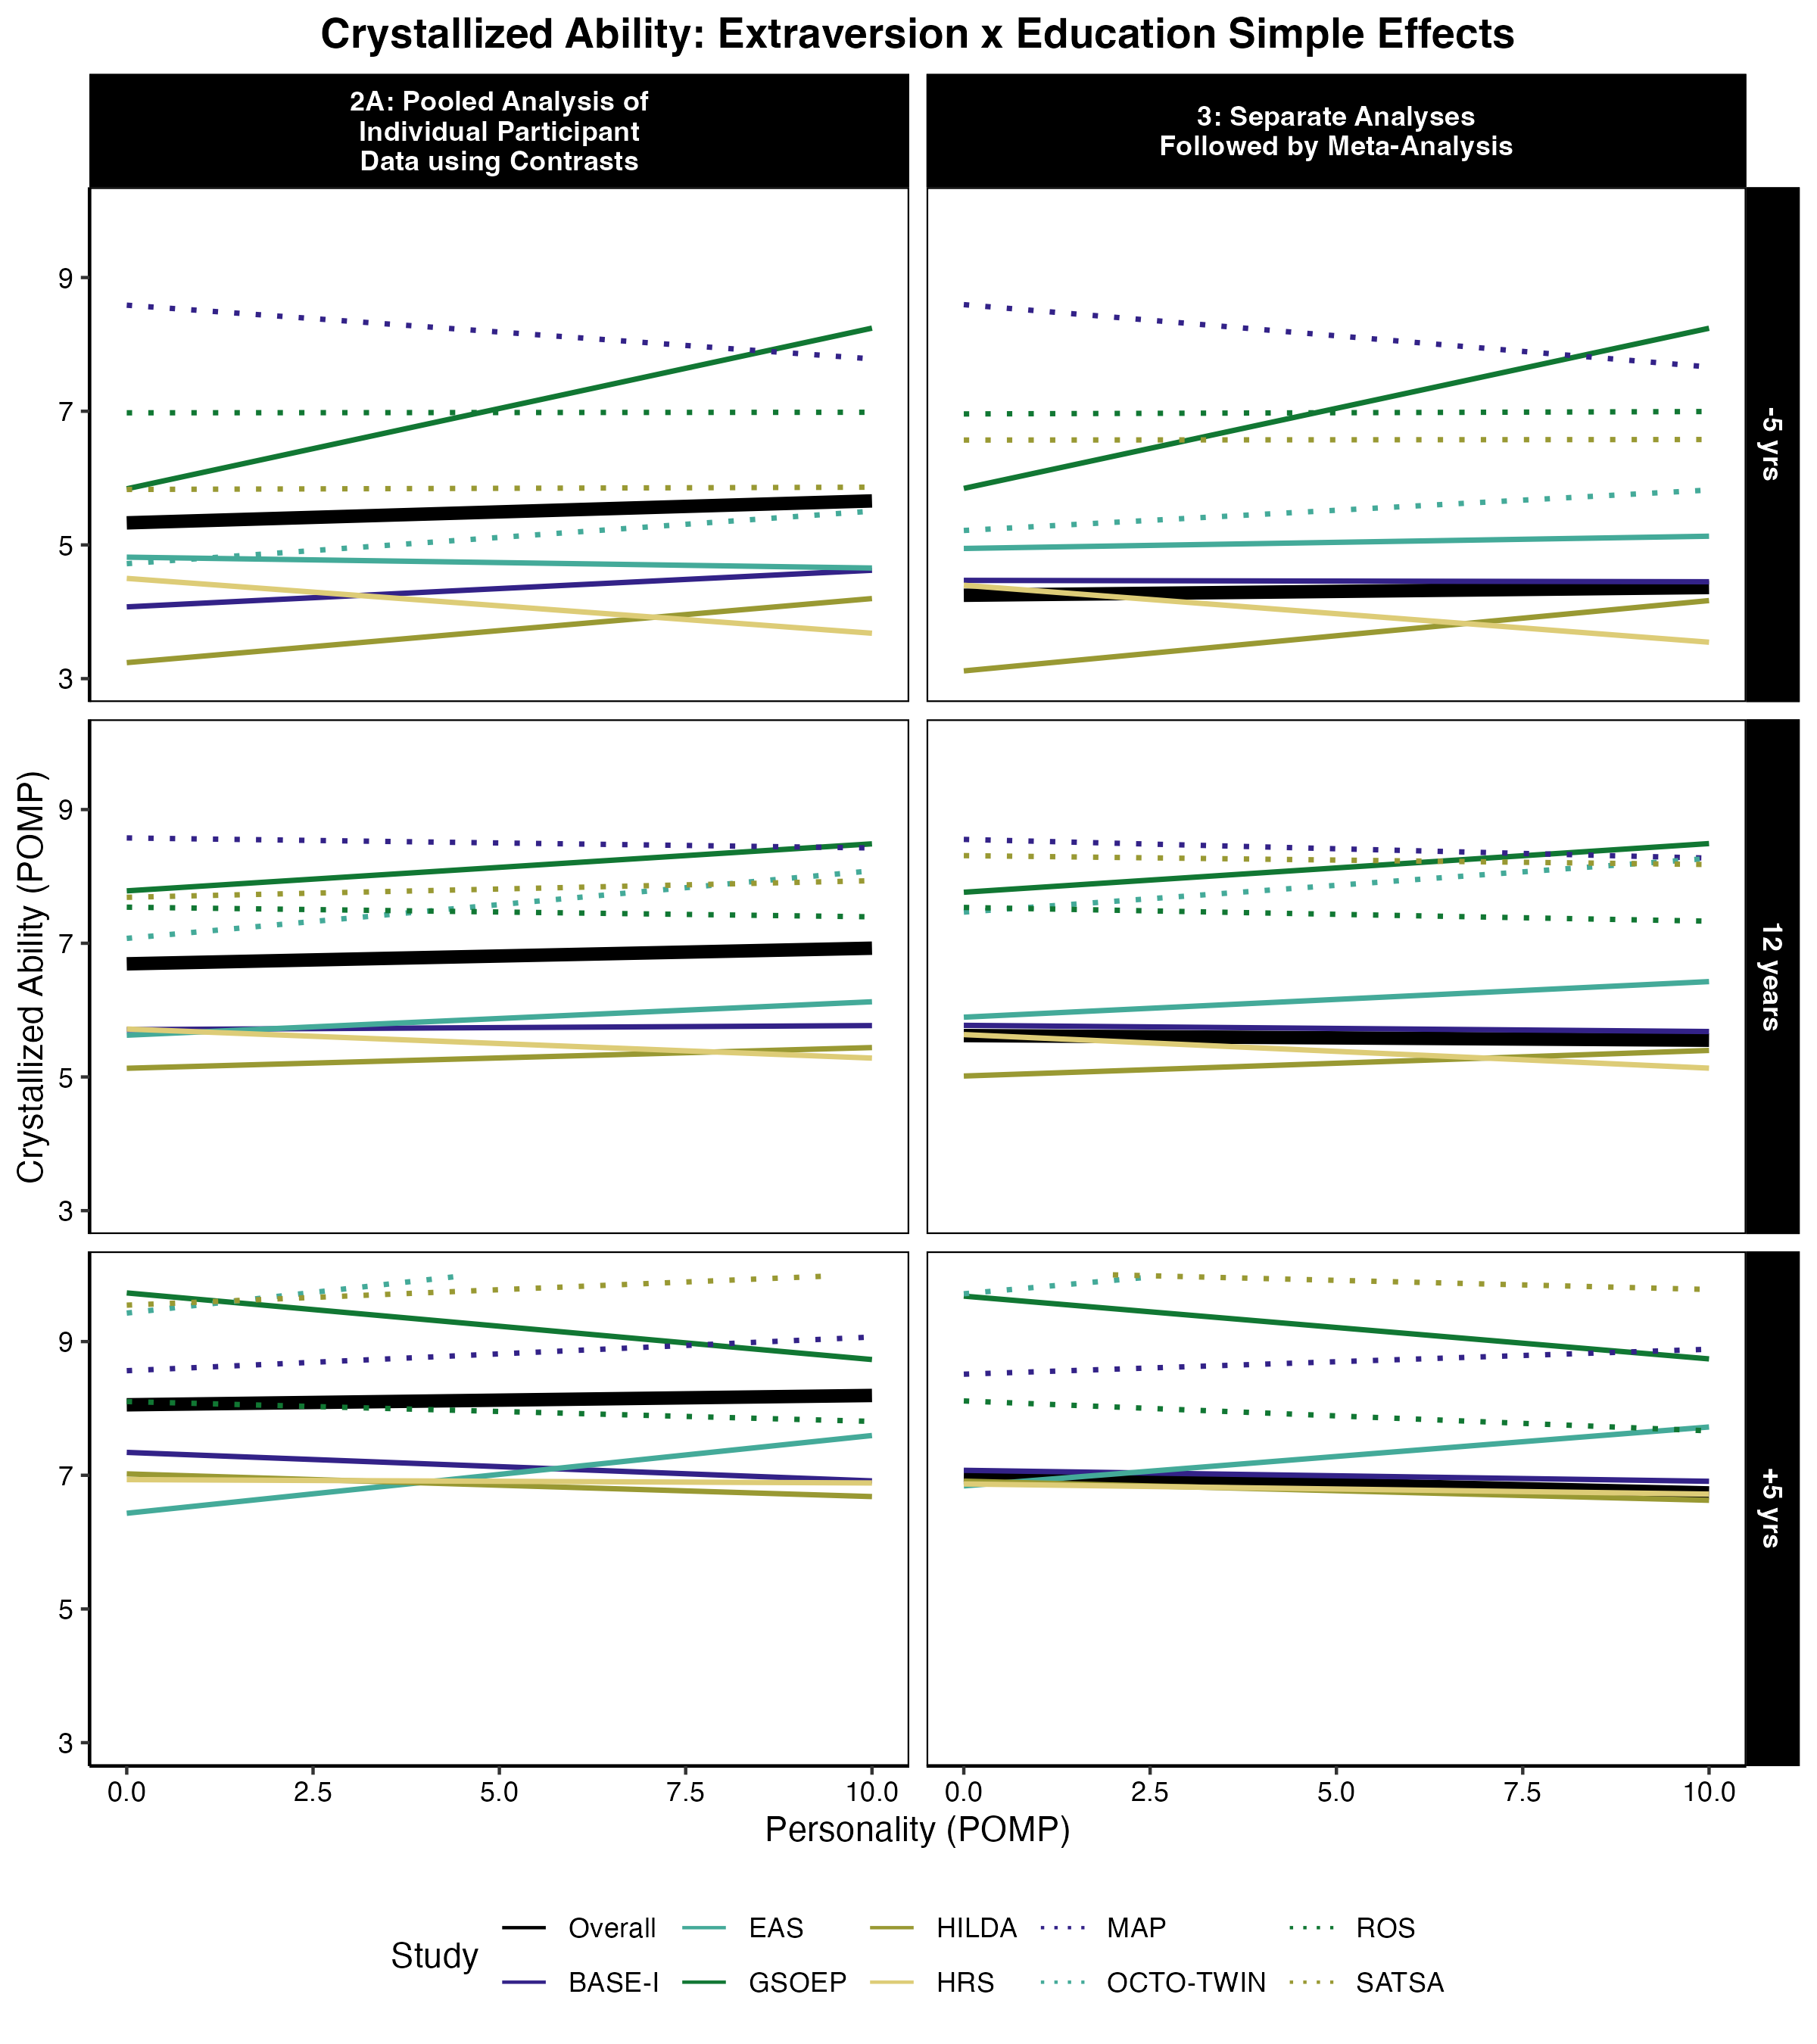 Crystallized Ability: Extraversion x Education Simple Effects
2A: Pooled Analysis of
Individual Participant
Data using Contrasts
3: Separate Analyses
Followed by Meta-Analysis
9
7
5
3
-5 yrs
Crystallized Ability (POMP)
9
7
5
3
12 years
9
7
5
3
+5 yrs
0.0 2.5 5.0 7.5 10.0 0.0 2.5 5.0 7.5 10.0
Personality (POMP)
Study
Overall EAS HILDA MAP ROS
BASE-I GSOEP HRS OCTO-TWIN SATSA